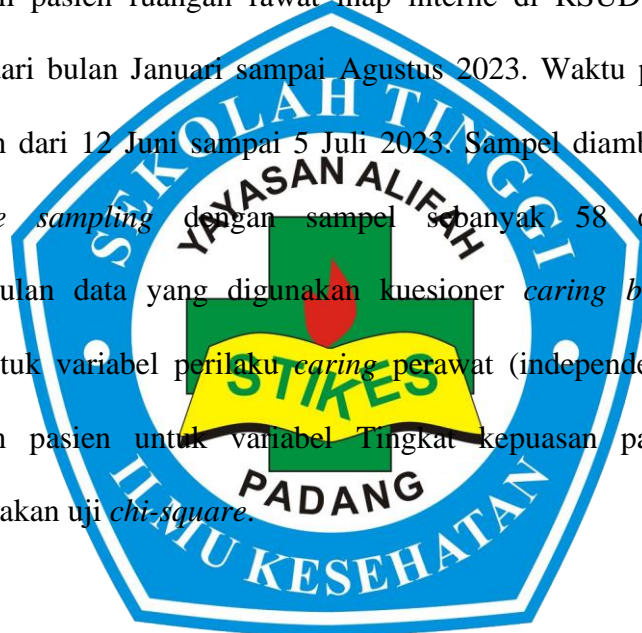 pasien ruangan rawat inap interne di RSUD
ari bulan Januari sampai Agustus 2023. Waktu p
n dari 12 Juni sampai 5 Juli 2023. Sampel diamb
e sampling dengan sampel sebanyak 58 
ulan data yang digunakan kuesioner caring b
tuk variabel perilaku caring perawat (independe
n pasien untuk variabel Tingkat kepuasan pa
akan uji chi-square.
SEKOLAH TINGGI
YAYASAN ALIFAH
STIKES
PADANG
ILMU KESEHATAN